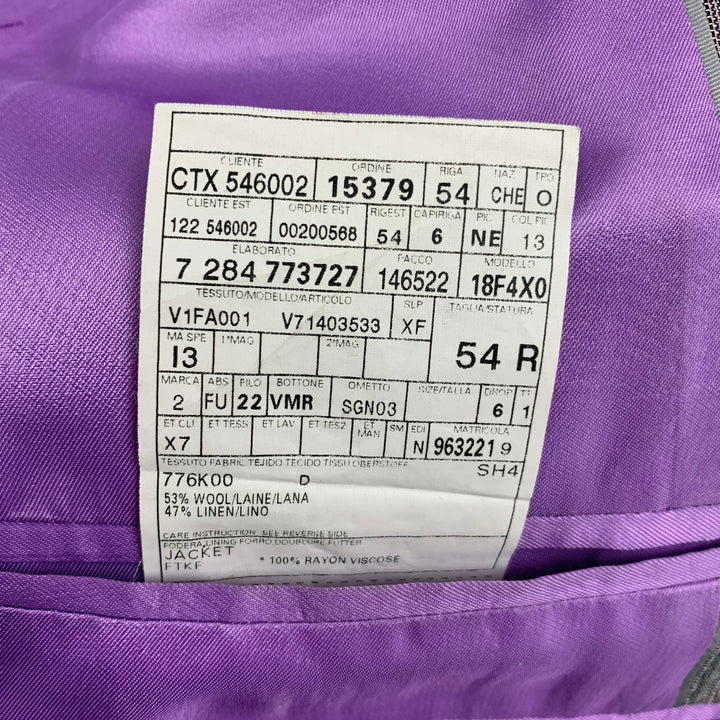 CLIENTE ORDINE RIGA NAZ TPO
CTX 546002 15379 54 CHE O
CLIENTE EST ORDINE EST RIGEST CAPIRIGA PIC COL PIC
122 546002 00200568 54 6 NE 13
ELABORATO PACCO MODELLO
7 284 773727 146522 18F4X0
TESSUTO/MODELLO/ARTICOLO SLP TAGLIA/STATURA
V1FA001 V71403533 XF 54 R
MA SPE 1°MAG 2°MAG
I3
MARCA ABS FILO BOTTONE OMETTO SIZE/TALLA DROP TT
2 FU 22 VMR SGN03 6 1
ET CLI ET TESS ET LAV ET TES2 ET MAN SM EDI MATRICOLA
X7 N 963221 9
TESSUTO FABRIC TEJIDO TECIDO TISSU OBERSTOFF SH4
776K00 D
53% WOOL/LAINE/LANA
47% LINEN/LINO
CARE INSTRUCTION SEE REVERSE SIDE
FODERA,LINING FORRO,DOUBLURE FUTTER
JACKET * 100% RAYON VISCOSE
FTKF